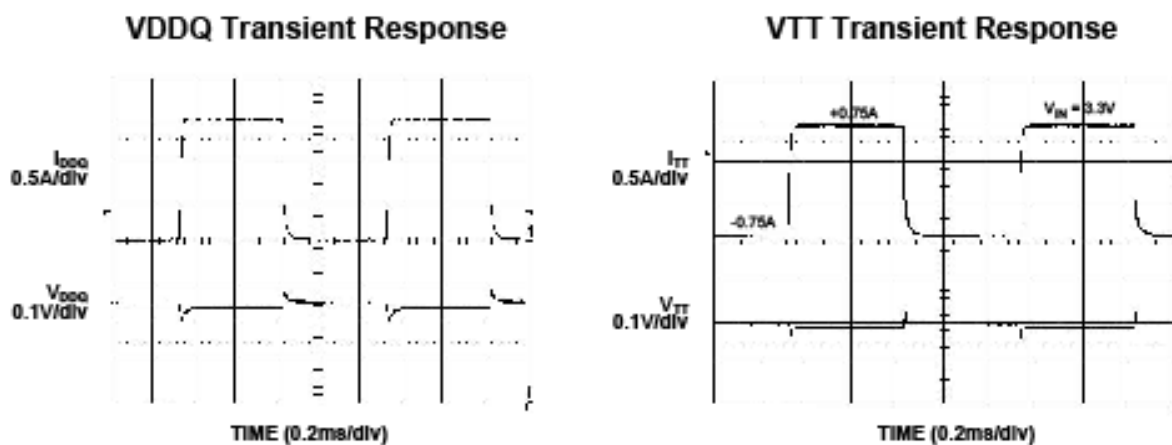 VDDQ Transient Response
IDDQ
0.5A/div
VDDQ
0.1V/div
TIME (0.2ms/div)
VTT Transient Response
+0.75A
VIN = 3.3V
ITT
0.5A/div
-0.75A
VTT
0.1V/div
TIME (0.2ms/div)